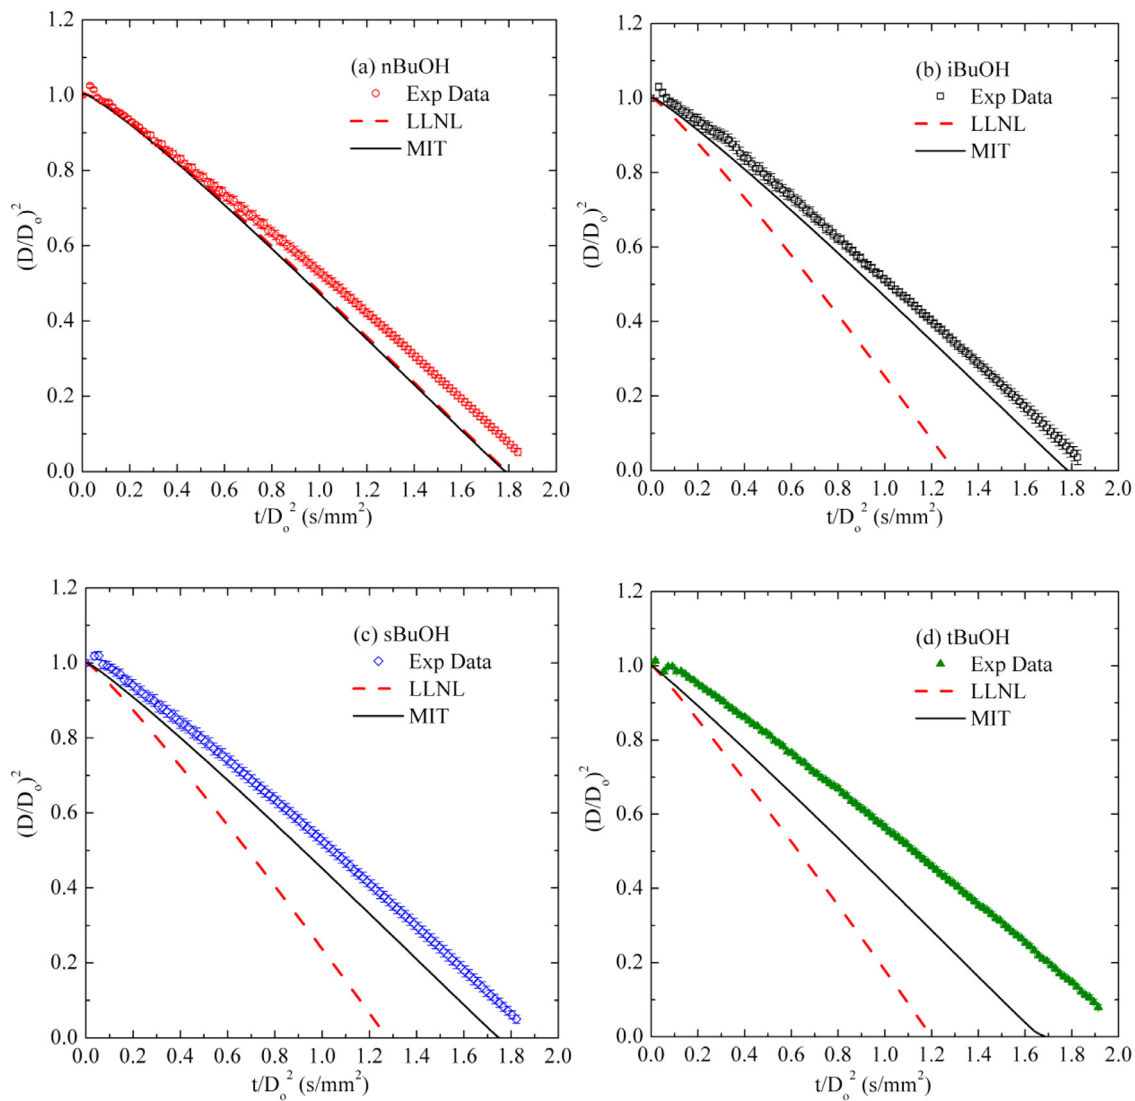 1.2
1.0
0.8
0.6
0.4
0.2
0.0
(D/Dₒ)²
(a) nBuOH
Exp Data
LLNL
MIT
0.0 0.2 0.4 0.6 0.8 1.0 1.2 1.4 1.6 1.8 2.0
t/Dₒ² (s/mm²)
1.2
1.0
0.8
0.6
0.4
0.2
0.0
(D/Dₒ)²
(b) iBuOH
Exp Data
LLNL
MIT
0.0 0.2 0.4 0.6 0.8 1.0 1.2 1.4 1.6 1.8 2.0
t/Dₒ² (s/mm²)
1.2
1.0
0.8
0.6
0.4
0.2
0.0
(D/Dₒ)²
(c) sBuOH
Exp Data
LLNL
MIT
0.0 0.2 0.4 0.6 0.8 1.0 1.2 1.4 1.6 1.8 2.0
t/Dₒ² (s/mm²)
1.2
1.0
0.8
0.6
0.4
0.2
0.0
(D/Dₒ)²
(d) tBuOH
Exp Data
LLNL
MIT
0.0 0.2 0.4 0.6 0.8 1.0 1.2 1.4 1.6 1.8 2.0
t/Dₒ² (s/mm²)